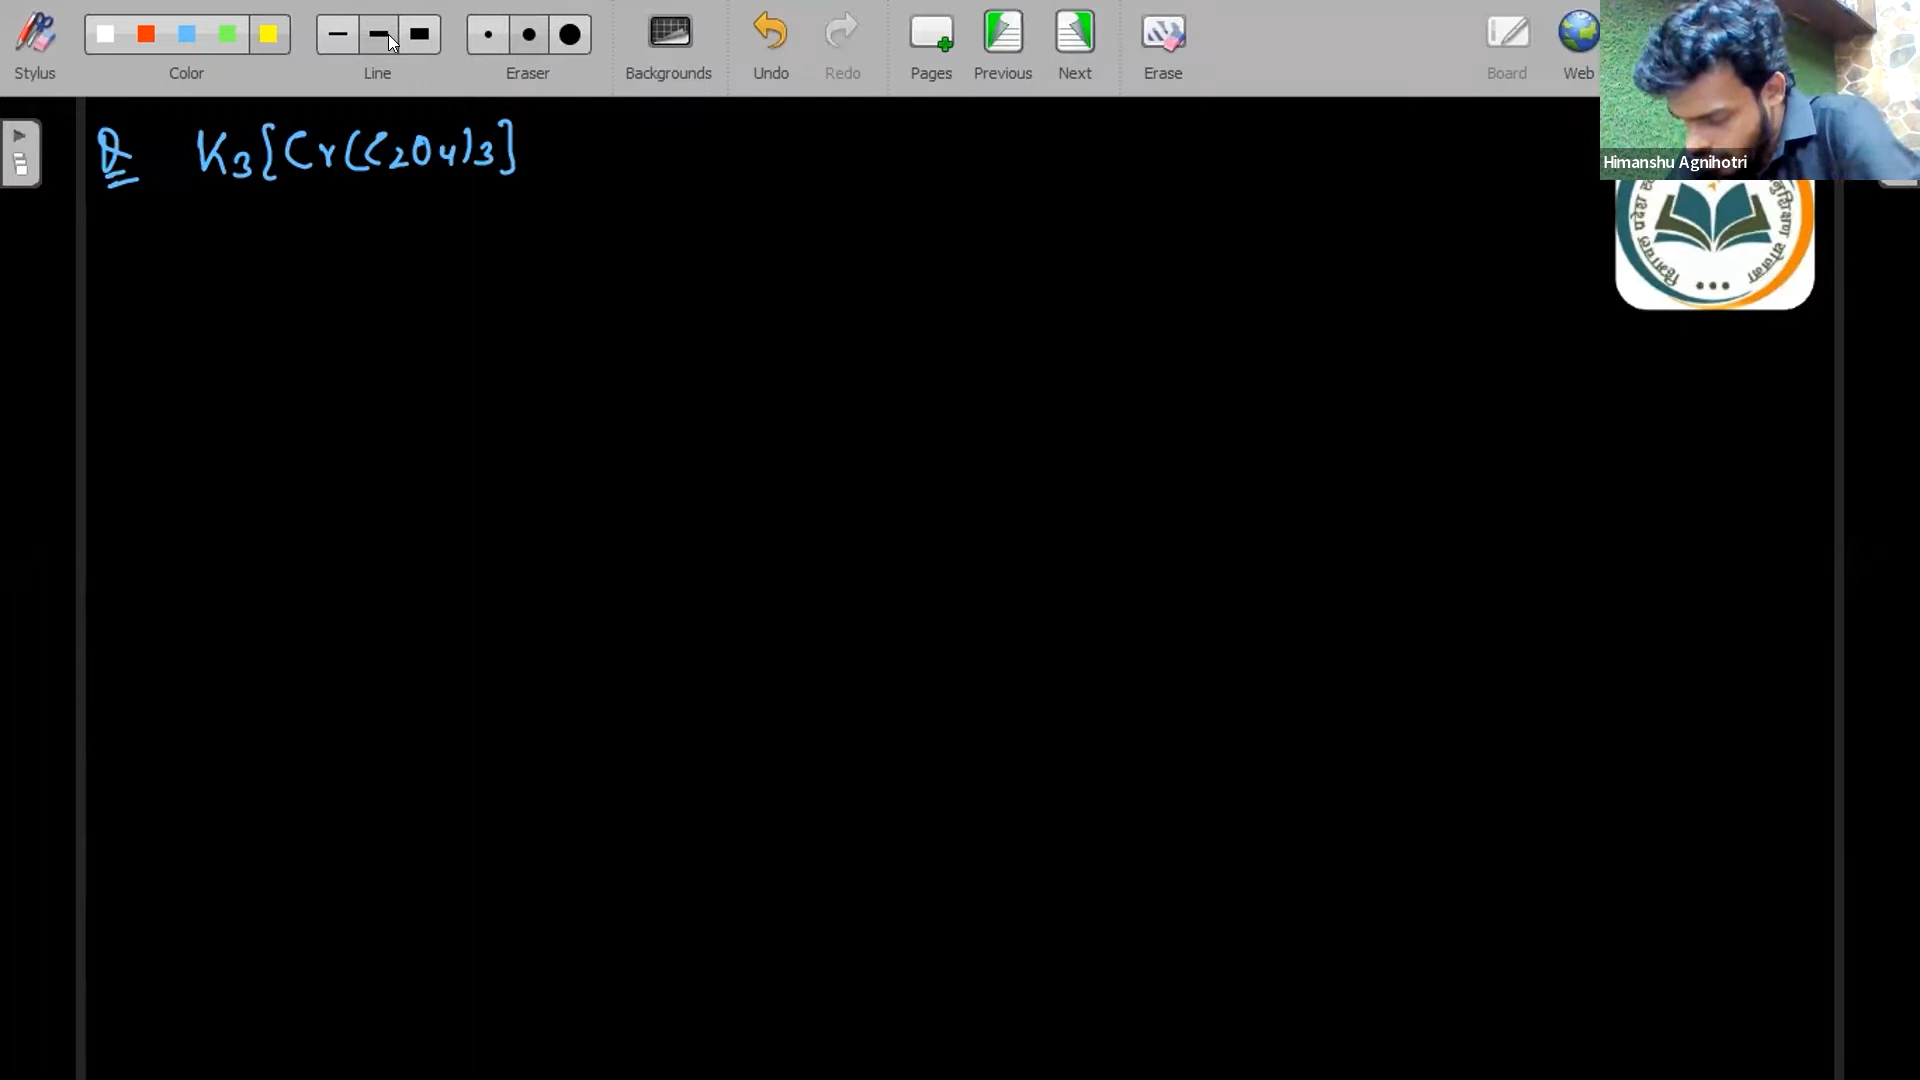 Stylus Color Line Eraser Backgrounds Undo Redo Pages Previous Next Erase Board Web
Himanshu Agnihotri
Q K3[Cr(C2O4)3]